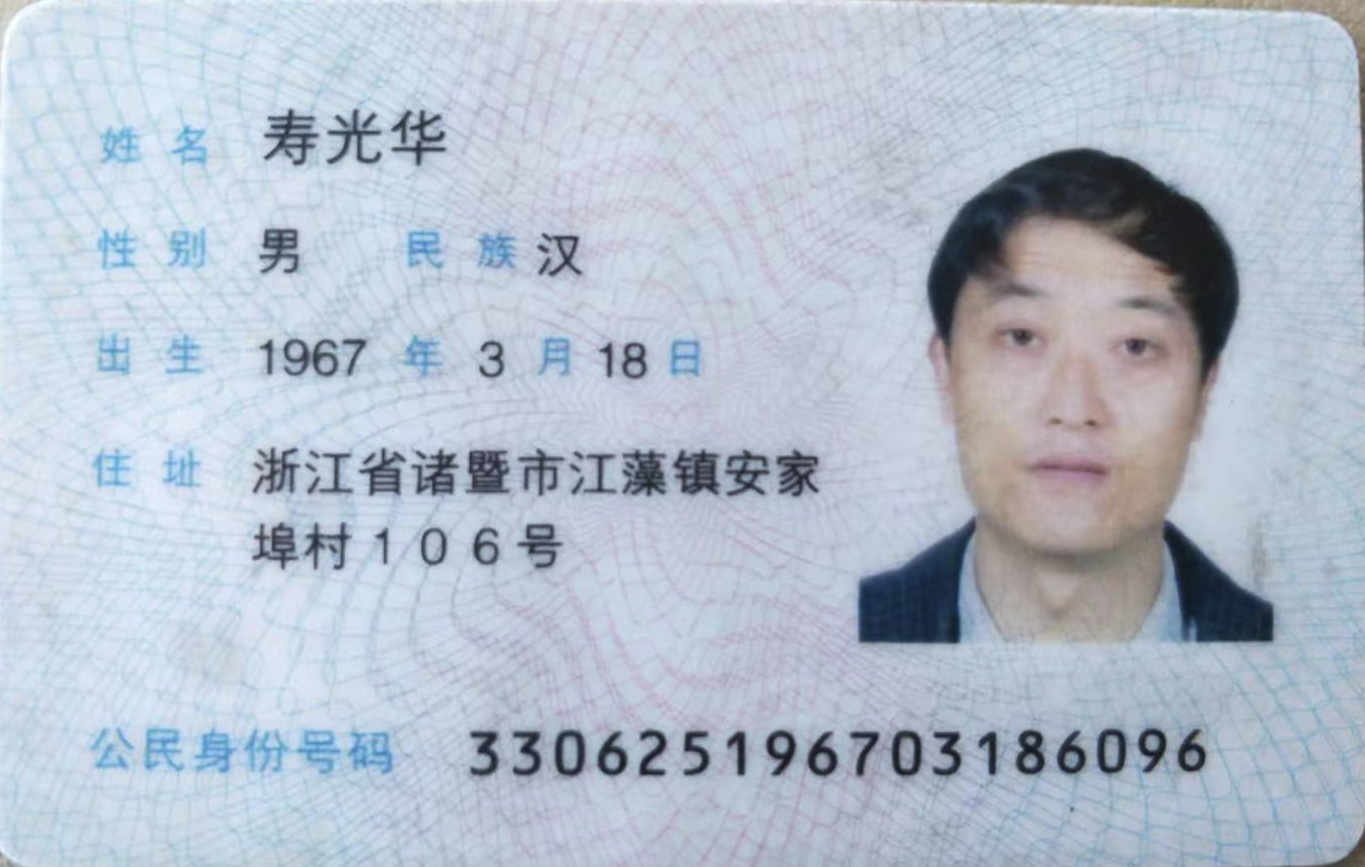 姓名 寿光华
性别 男 民族 汉
出生 1967 年 3 月 18 日
住址 浙江省诸暨市江藻镇安家
埠村106号
公民身份号码 330625196703186096